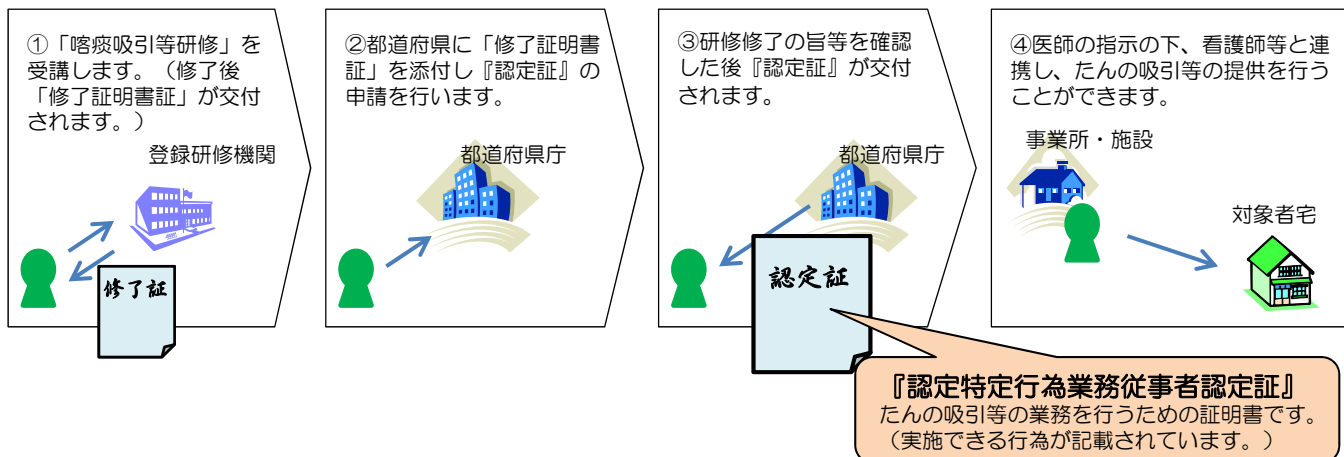 ①「喀痰吸引等研修」を
受講します。（修了後
「修了証明書証」が交付
されます。）
登録研修機関
修了証
②都道府県に「修了証明書
証」を添付し『認定証』の
申請を行います。
都道府県庁
③研修修了の旨等を確認
した後『認定証』が交付
されます。
都道府県庁
認定証
④医師の指示の下、看護師等と連
携し、たんの吸引等の提供を行う
ことができます。
事業所・施設
対象者宅
『認定特定行為業務従事者認定証』
たんの吸引等の業務を行うための証明書です。
（実施できる行為が記載されています。）